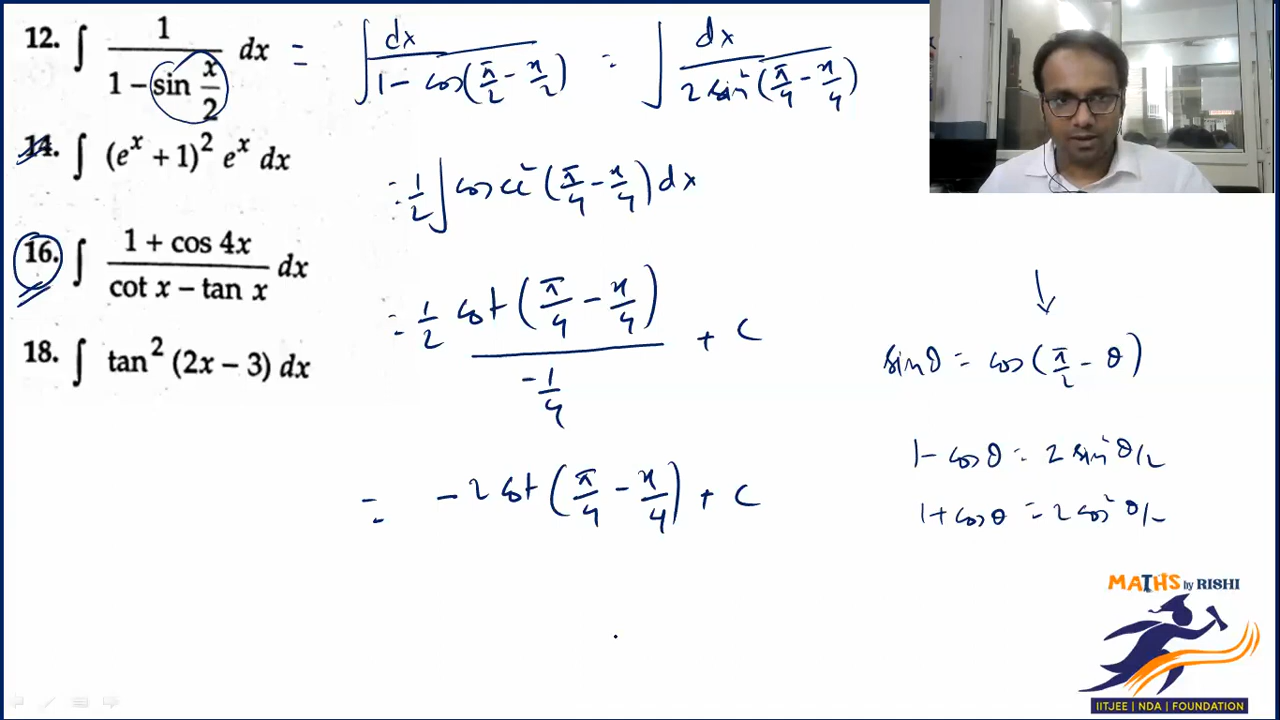 12. ∫ 1/(1 − sin x/2) dx = ∫ dx/(1 − cos(π/2 − x/2)) = ∫ dx/(2 sin²(π/4 − x/4))
14. ∫ (eˣ + 1)² eˣ dx
= 1/2 ∫ cosec²(π/4 − x/4) dx
16. ∫ (1 + cos 4x)/(cot x − tan x) dx
= 1/2 cot(π/4 − x/4)/(−1/4) + c
18. ∫ tan² (2x − 3) dx
= −2 cot(π/4 − x/4) + c
sinθ = cos(π/2 − θ)
1 − cosθ = 2 sin² θ/2
1 + cosθ = 2 cos² θ/2
MATHS by RISHI
IITJEE | NDA | FOUNDATION